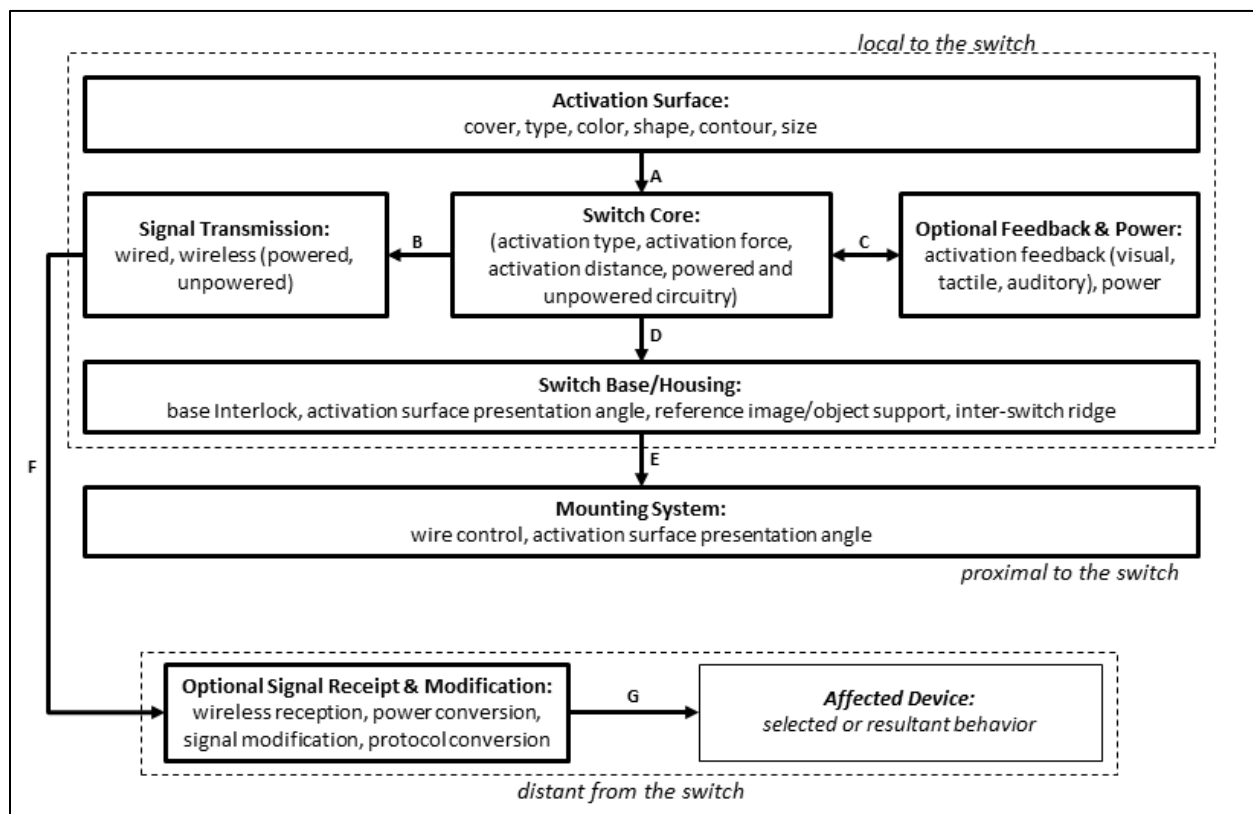 local to the switch
Activation Surface:
cover, type, color, shape, contour, size
A
Signal Transmission:
wired, wireless (powered,
unpowered)
B
Switch Core:
(activation type, activation force,
activation distance, powered and
unpowered circuitry)
C
Optional Feedback & Power:
activation feedback (visual,
tactile, auditory), power
D
Switch Base/Housing:
base Interlock, activation surface presentation angle, reference image/object support, inter-switch ridge
F
E
Mounting System:
wire control, activation surface presentation angle
proximal to the switch
Optional Signal Receipt & Modification:
wireless reception, power conversion,
signal modification, protocol conversion
G
Affected Device:
selected or resultant behavior
distant from the switch